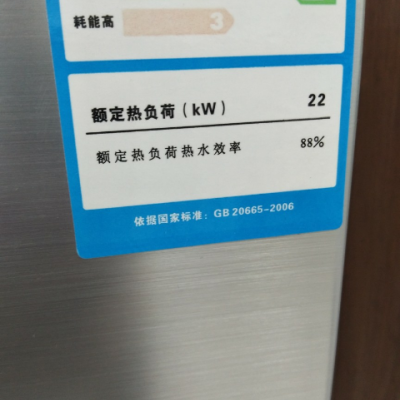 耗能高 3
额定热负荷（kW） 22
额定热负荷热水效率 88%
依据国家标准：GB 20665-2006